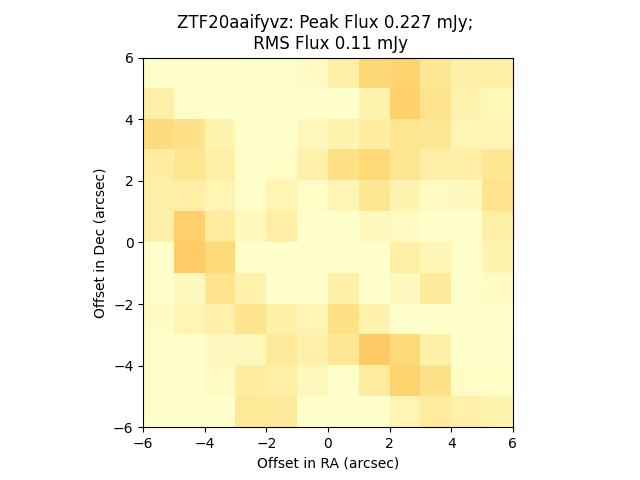 ZTF20aaifyvz: Peak Flux 0.227 mJy;
RMS Flux 0.11 mJy
6
4
2
0
−2
−4
−6
Offset in Dec (arcsec)
−6 −4 −2 0 2 4 6
Offset in RA (arcsec)